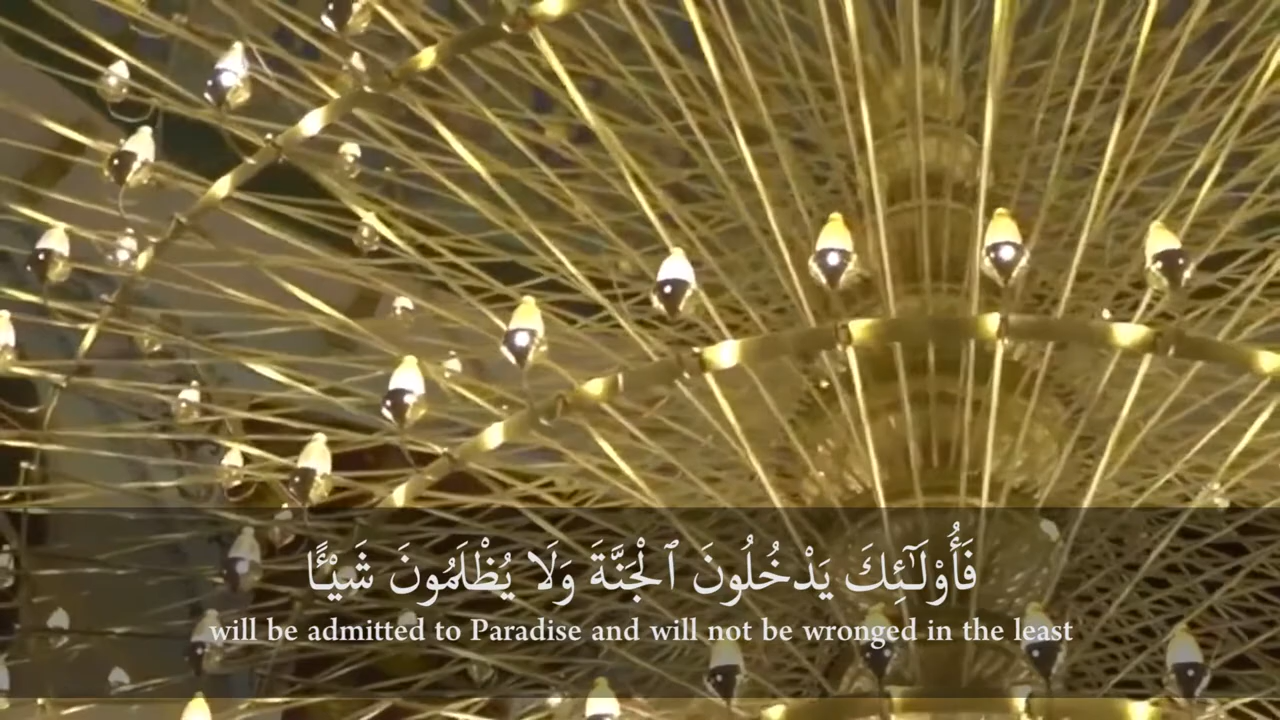 فَأُو۟لَـٰٓئِكَ يَدْخُلُونَ ٱلْجَنَّةَ وَلَا يُظْلَمُونَ شَيْـًٔا
will be admitted to Paradise and will not be wronged in the least